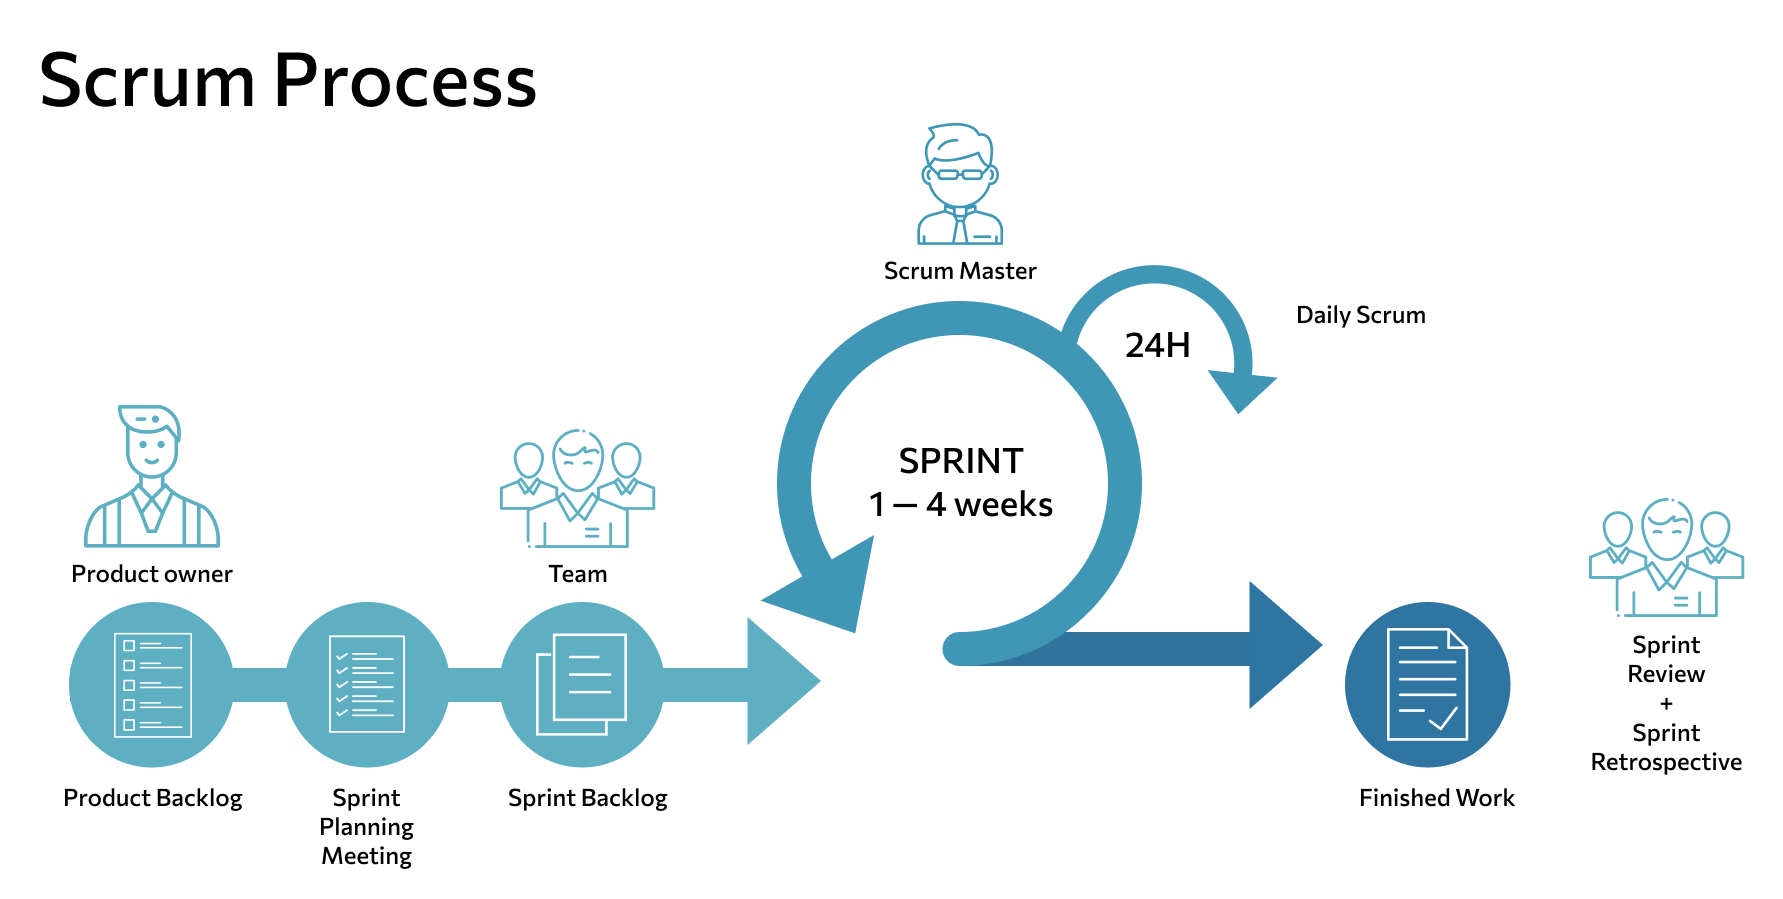 Scrum Process
Scrum Master
Daily Scrum
24H
SPRINT
1 – 4 weeks
Product owner
Team
Product Backlog
Sprint
Planning
Meeting
Sprint Backlog
Finished Work
Sprint
Review
+
Sprint
Retrospective